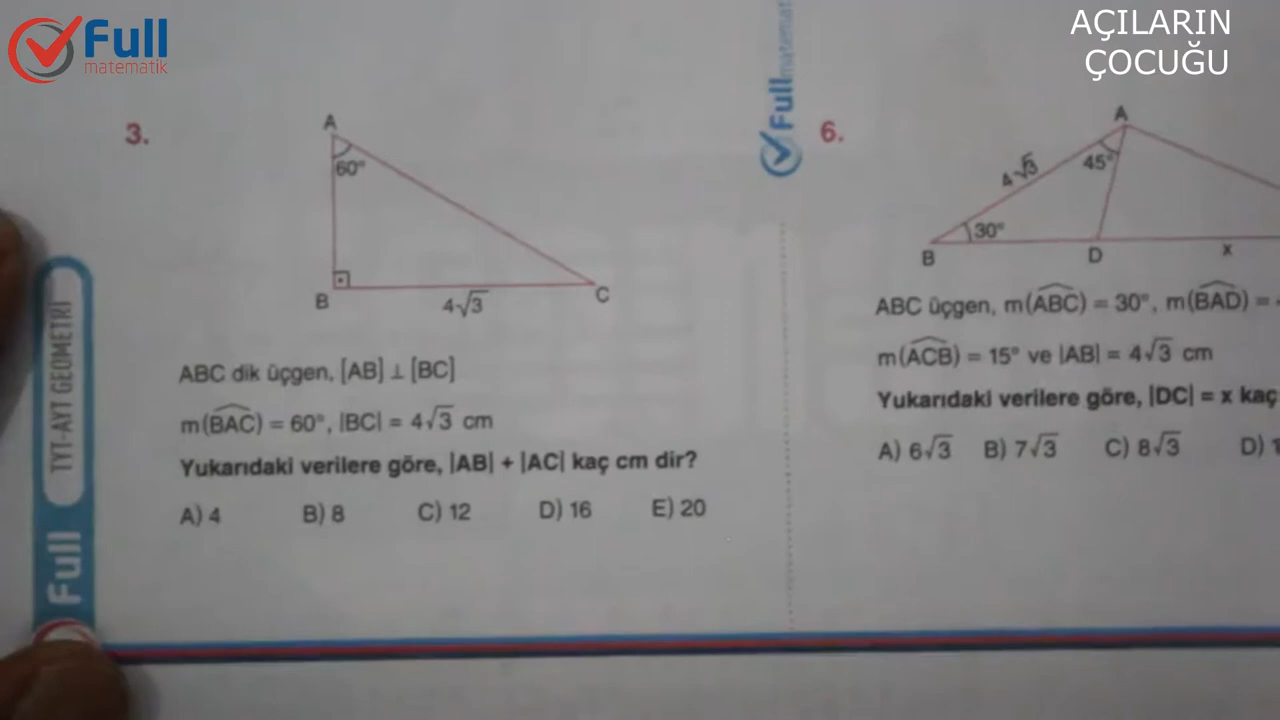 Full
matematik
AÇILARIN
ÇOCUĞU
Full
TYT-AYT GEOMETRİ
3.
A
60°
B
4√3
C
ABC dik üçgen, [AB] ⊥ [BC]
m(BAC) = 60°, |BC| = 4√3 cm
Yukarıdaki verilere göre, |AB| + |AC| kaç cm dir?
A) 4 B) 8 C) 12 D) 16 E) 20
Full
6.
A
4√3
45°
30°
B
D
x
ABC üçgen, m(ABC) = 30°, m(BAD) =
m(ACB) = 15° ve |AB| = 4√3 cm
Yukarıdaki verilere göre, |DC| = x kaç
A) 6√3 B) 7√3 C) 8√3 D)